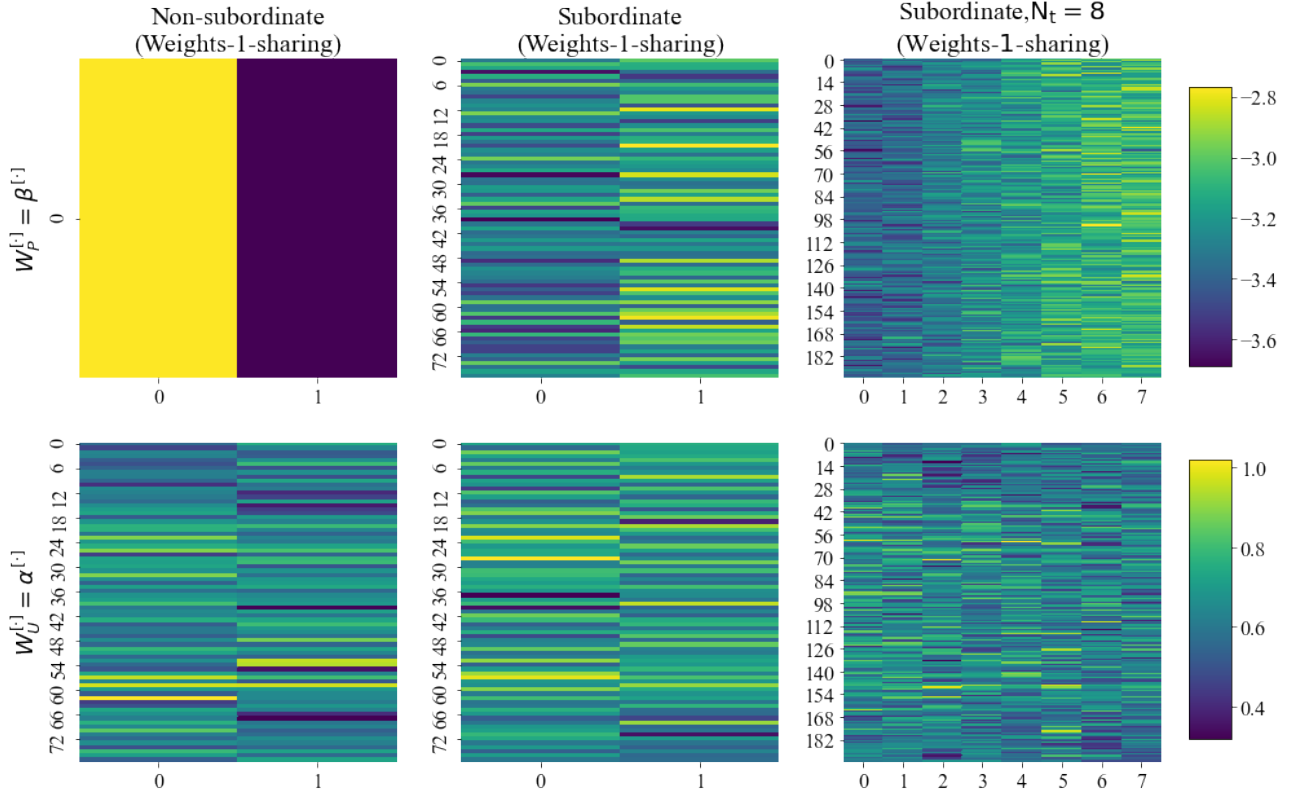 Non-subordinate
(Weights-1-sharing)
Subordinate
(Weights-1-sharing)
Subordinate,N_t = 8
(Weights-1-sharing)
W_P^[·] = β^[·]
0
0 1
0 6 12 18 24 30 36 42 48 54 60 66 72
0 1
0 14 28 42 56 70 84 98 112 126 140 154 168 182
0 1 2 3 4 5 6 7
−2.8
−3.0
−3.2
−3.4
−3.6
W_U^[·] = α^[·]
0 6 12 18 24 30 36 42 48 54 60 66 72
0 1
0 6 12 18 24 30 36 42 48 54 60 66 72
0 1
0 14 28 42 56 70 84 98 112 126 140 154 168 182
0 1 2 3 4 5 6 7
1.0
0.8
0.6
0.4